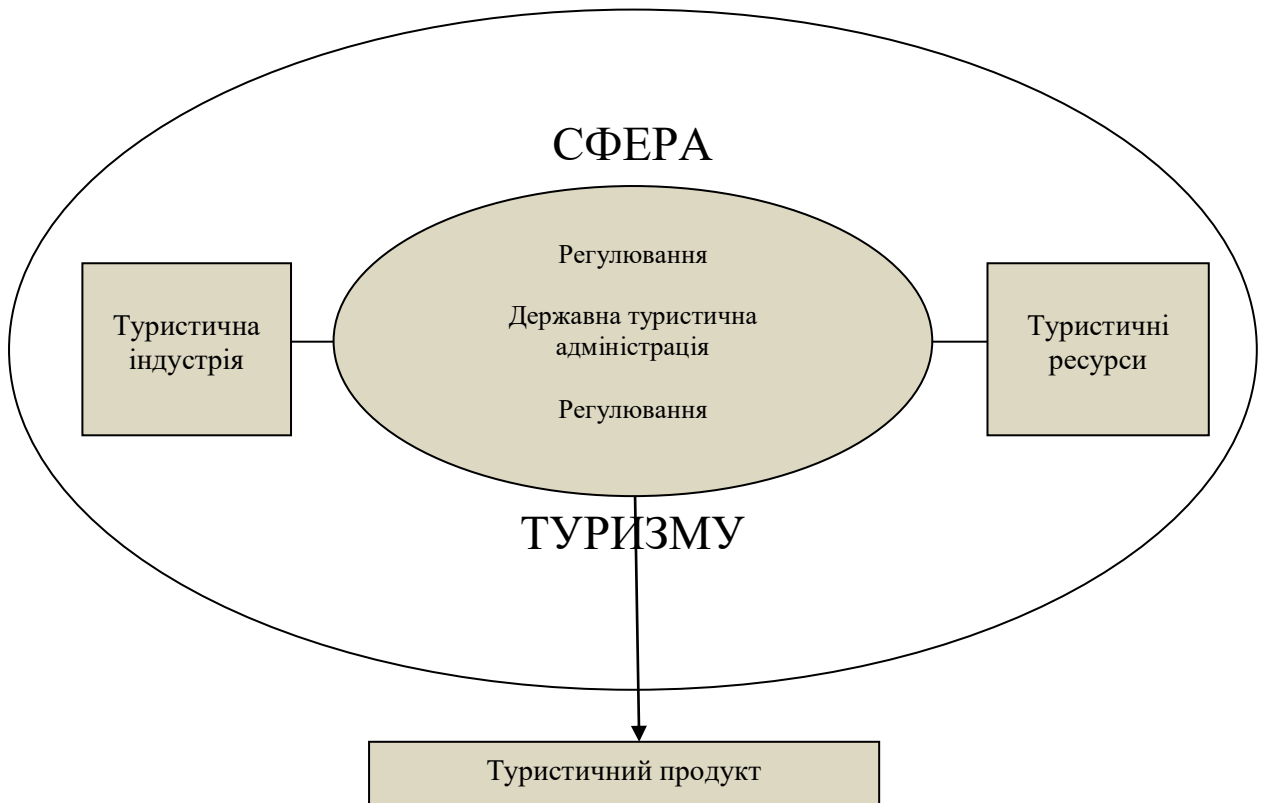 СФЕРА
Регулювання
Державна туристична
адміністрація
Регулювання
Туристична
індустрія
Туристичні
ресурси
ТУРИЗМУ
Туристичний продукт